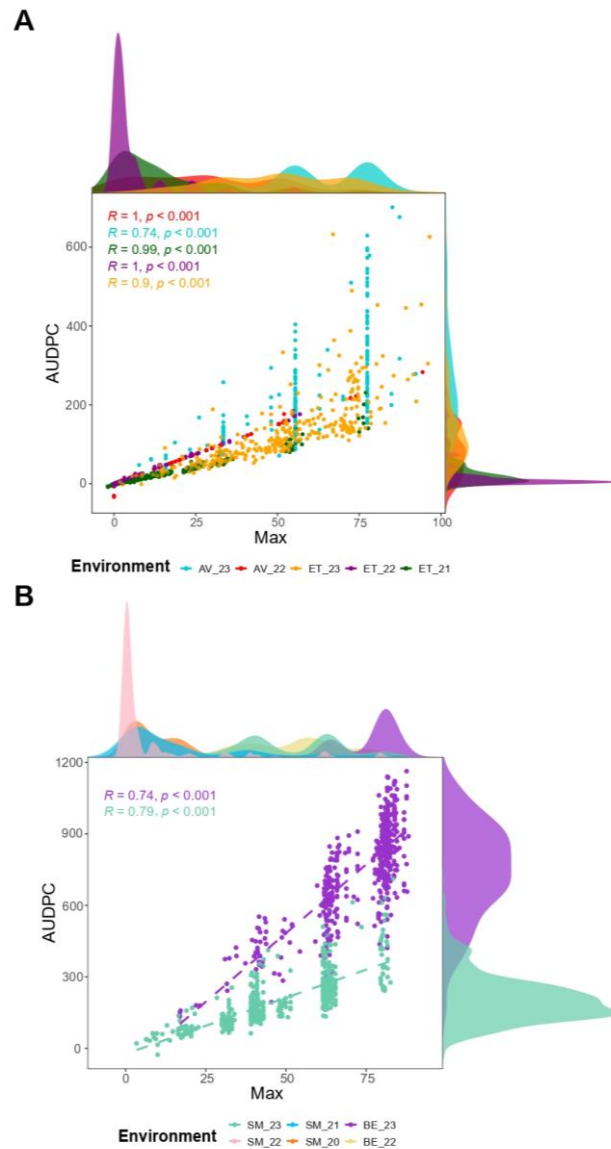 A
R = 1, p < 0.001
R = 0.74, p < 0.001
R = 0.99, p < 0.001
R = 1, p < 0.001
R = 0.9, p < 0.001
600
400
200
0
AUDPC
0 25 50 75 100
Max
Environment AV_23 AV_22 ET_23 ET_22 ET_21
B
R = 0.74, p < 0.001
R = 0.79, p < 0.001
1200
900
600
300
0
AUDPC
0 25 50 75
Max
Environment
SM_23 SM_21 BE_23
SM_22 SM_20 BE_22